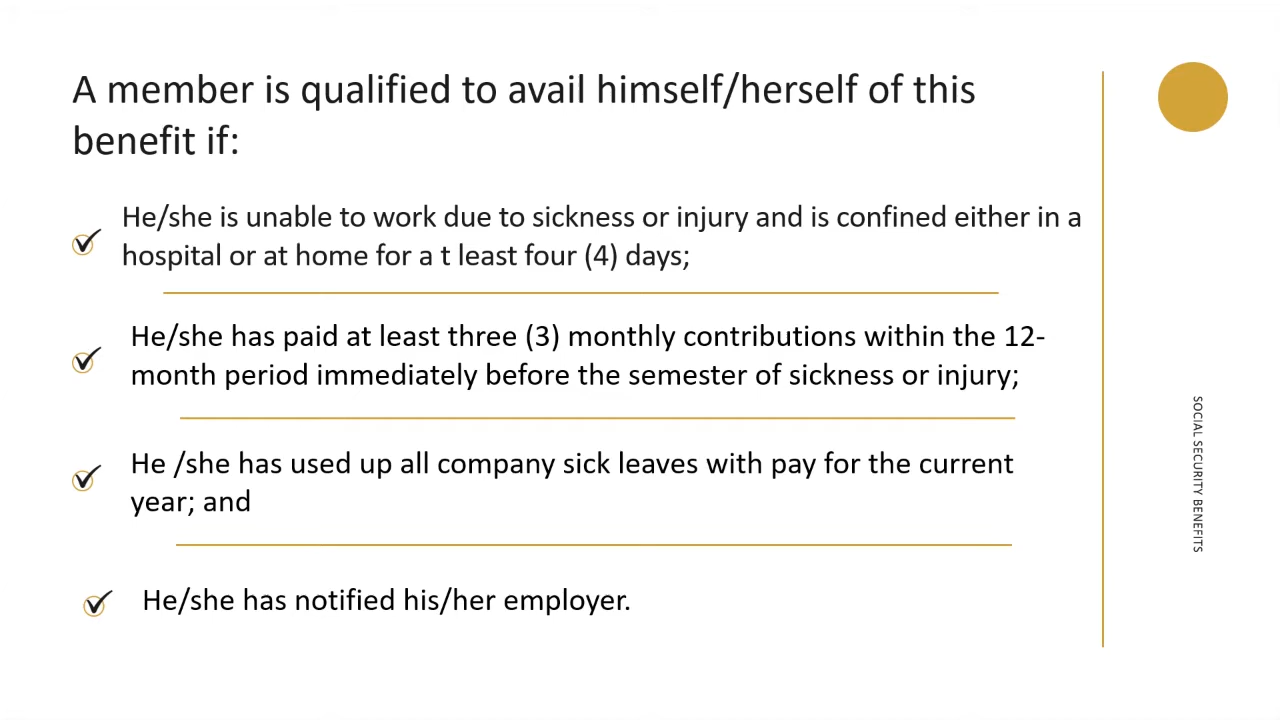 A member is qualified to avail himself/herself of this
benefit if:
He/she is unable to work due to sickness or injury and is confined either in a
hospital or at home for a t least four (4) days;
He/she has paid at least three (3) monthly contributions within the 12-
month period immediately before the semester of sickness or injury;
He /she has used up all company sick leaves with pay for the current
year; and
He/she has notified his/her employer.
SOCIAL SECURITY BENEFITS